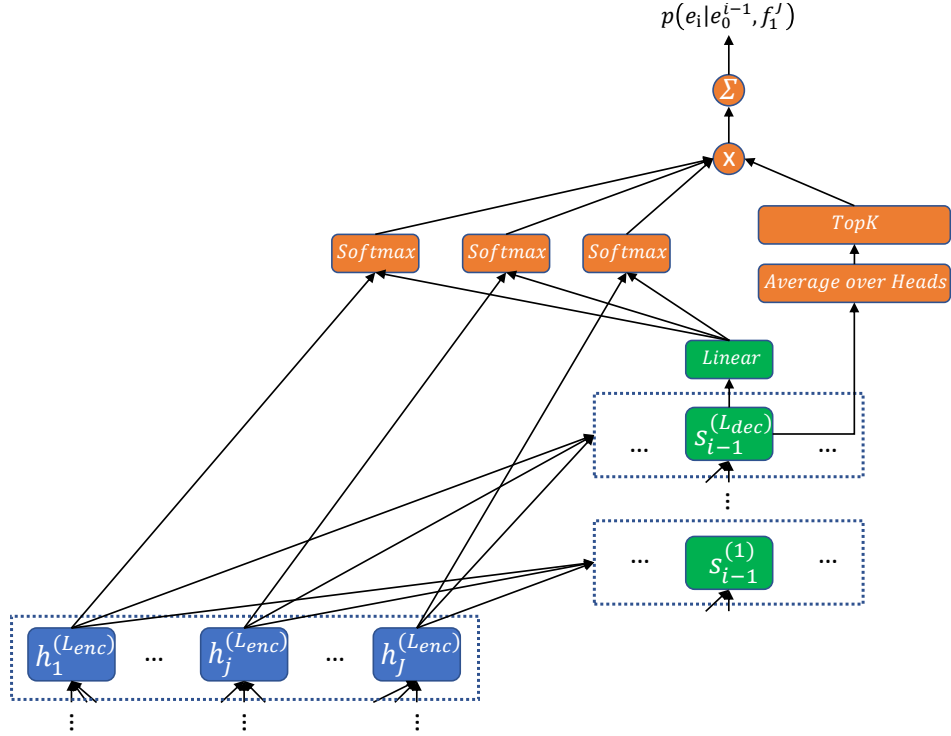 p(e_i|e_0^{i-1}, f_1^J)
Σ
x
TopK
Softmax Softmax Softmax
Average over Heads
Linear
... s_{i-1}^{(L_{dec})} ...
⋮
... s_{i-1}^{(1)} ...
h_1^{(L_{enc})} ... h_j^{(L_{enc})} ... h_J^{(L_{enc})}
⋮ ⋮ ⋮